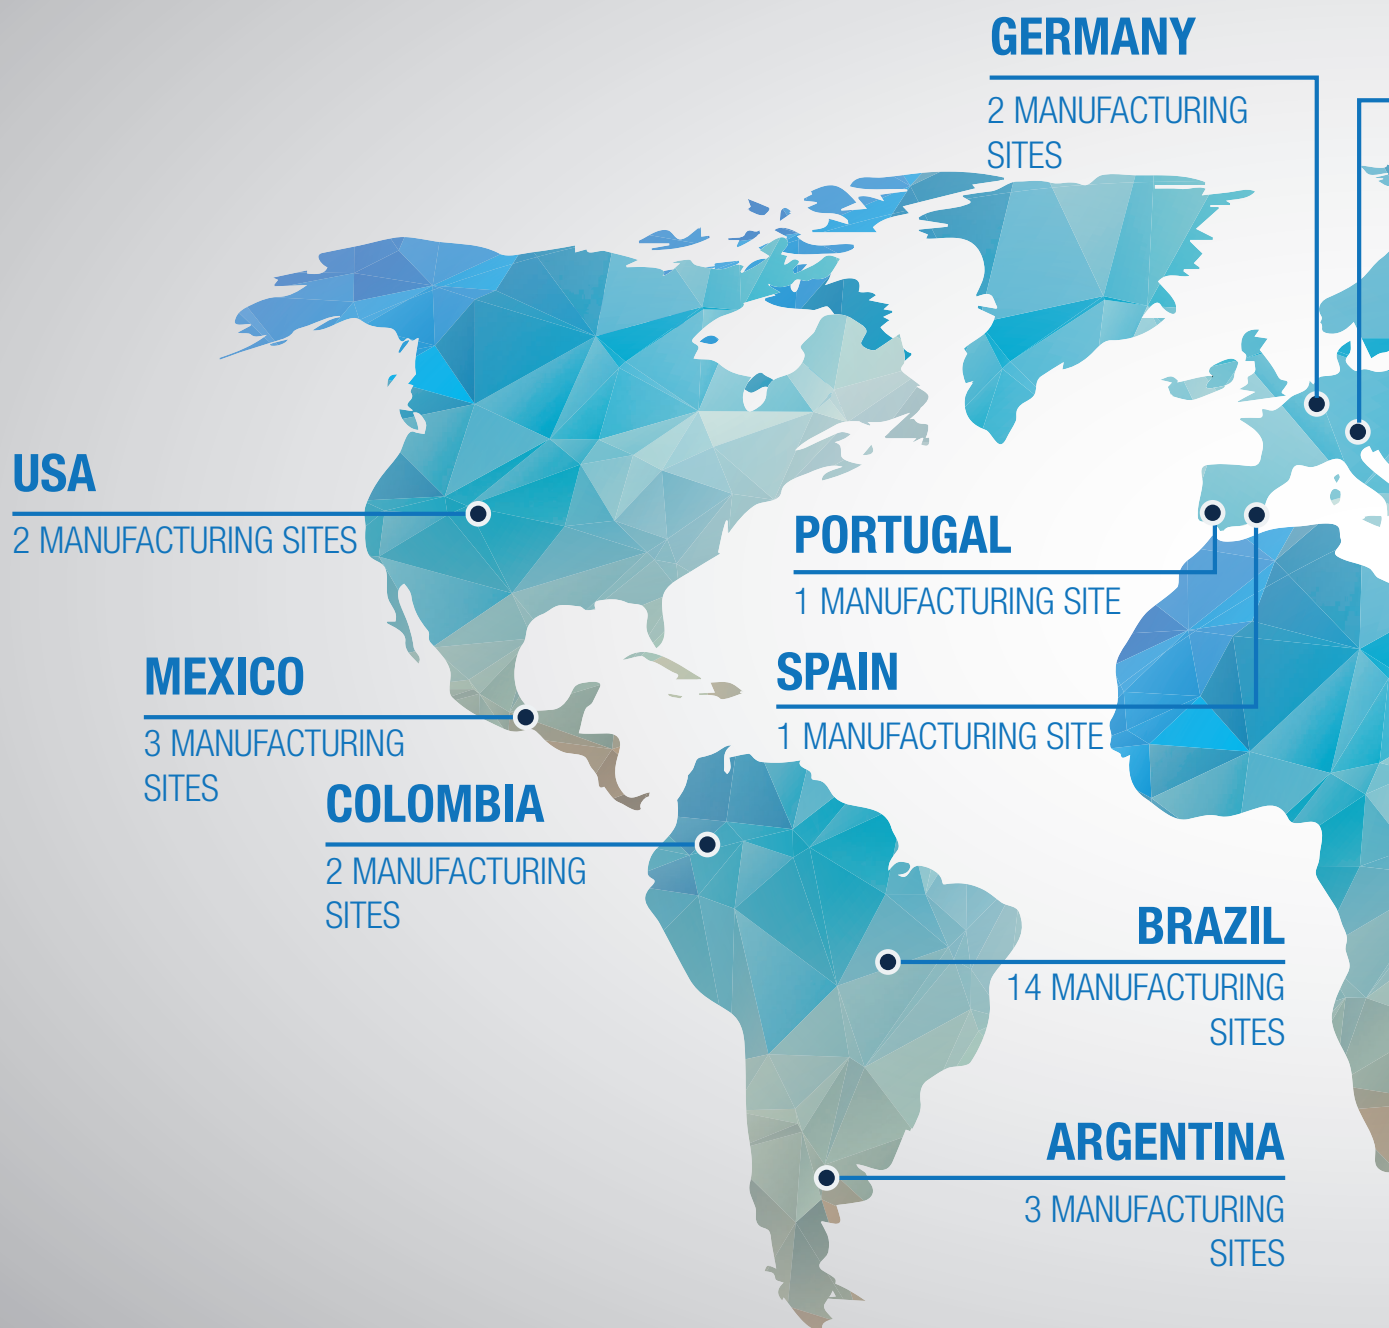 GERMANY
2 MANUFACTURING
SITES
USA
2 MANUFACTURING SITES
PORTUGAL
1 MANUFACTURING SITE
SPAIN
1 MANUFACTURING SITE
MEXICO
3 MANUFACTURING
SITES
COLOMBIA
2 MANUFACTURING
SITES
BRAZIL
14 MANUFACTURING
SITES
ARGENTINA
3 MANUFACTURING
SITES